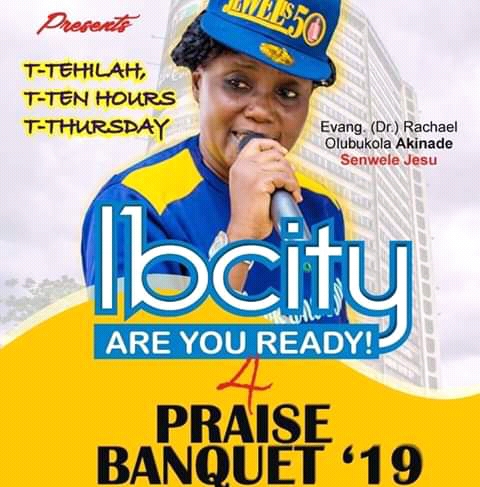 JEWELS50
Presents
T-TEHILAH,
T-TEN HOURS
T-THURSDAY
Evang. (Dr.) Rachael
Olubukola Akinade
Senwele Jesu
Ibcity
ARE YOU READY!
4
PRAISE
BANQUET ‘19